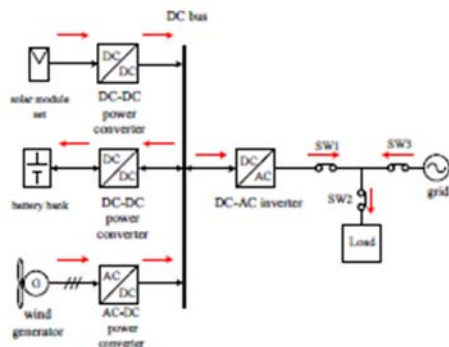 DC bus
DC
DC
solar module
set
DC-DC
power
converter
DC
DC
battery bank
DC-DC
power
converter
DC
AC
DC-AC inverter
SW1
SW3
SW2
grid
Load
G
AC
DC
wind
generator
AC-DC
power
converter